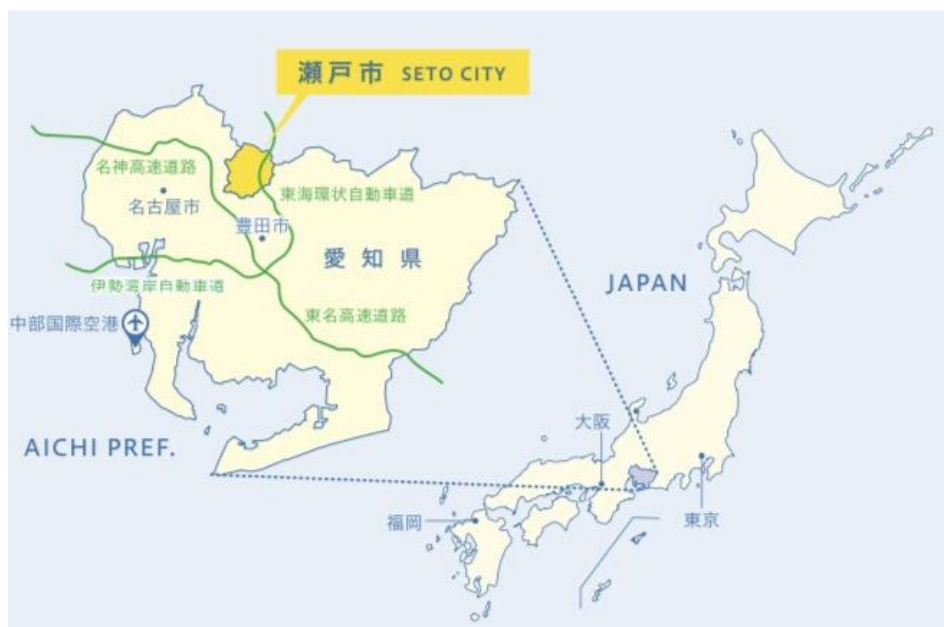 瀬戸市 SETO CITY
名神高速道路
名古屋市
東海環状自動車道
豊田市
愛知県
伊勢湾岸自動車道
中部国際空港
東名高速道路
AICHI PREF.
JAPAN
大阪
福岡
東京